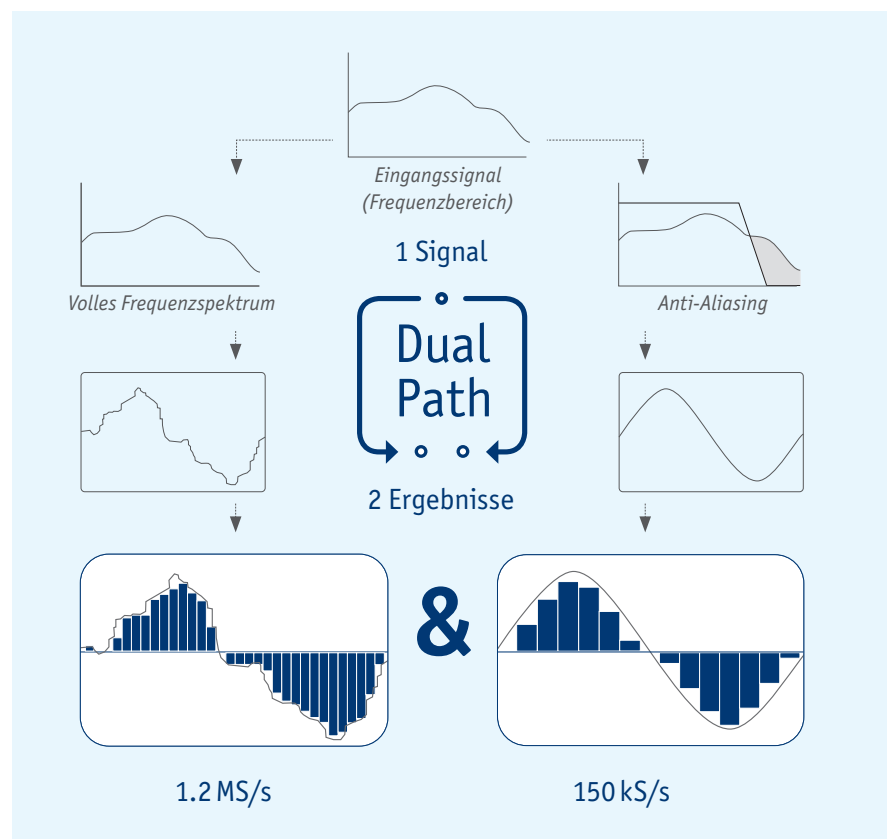 Eingangssignal
(Frequenzbereich)
Volles Frequenzspektrum
1 Signal
Anti-Aliasing
Dual
Path
2 Ergebnisse
&
1.2 MS/s
150 kS/s